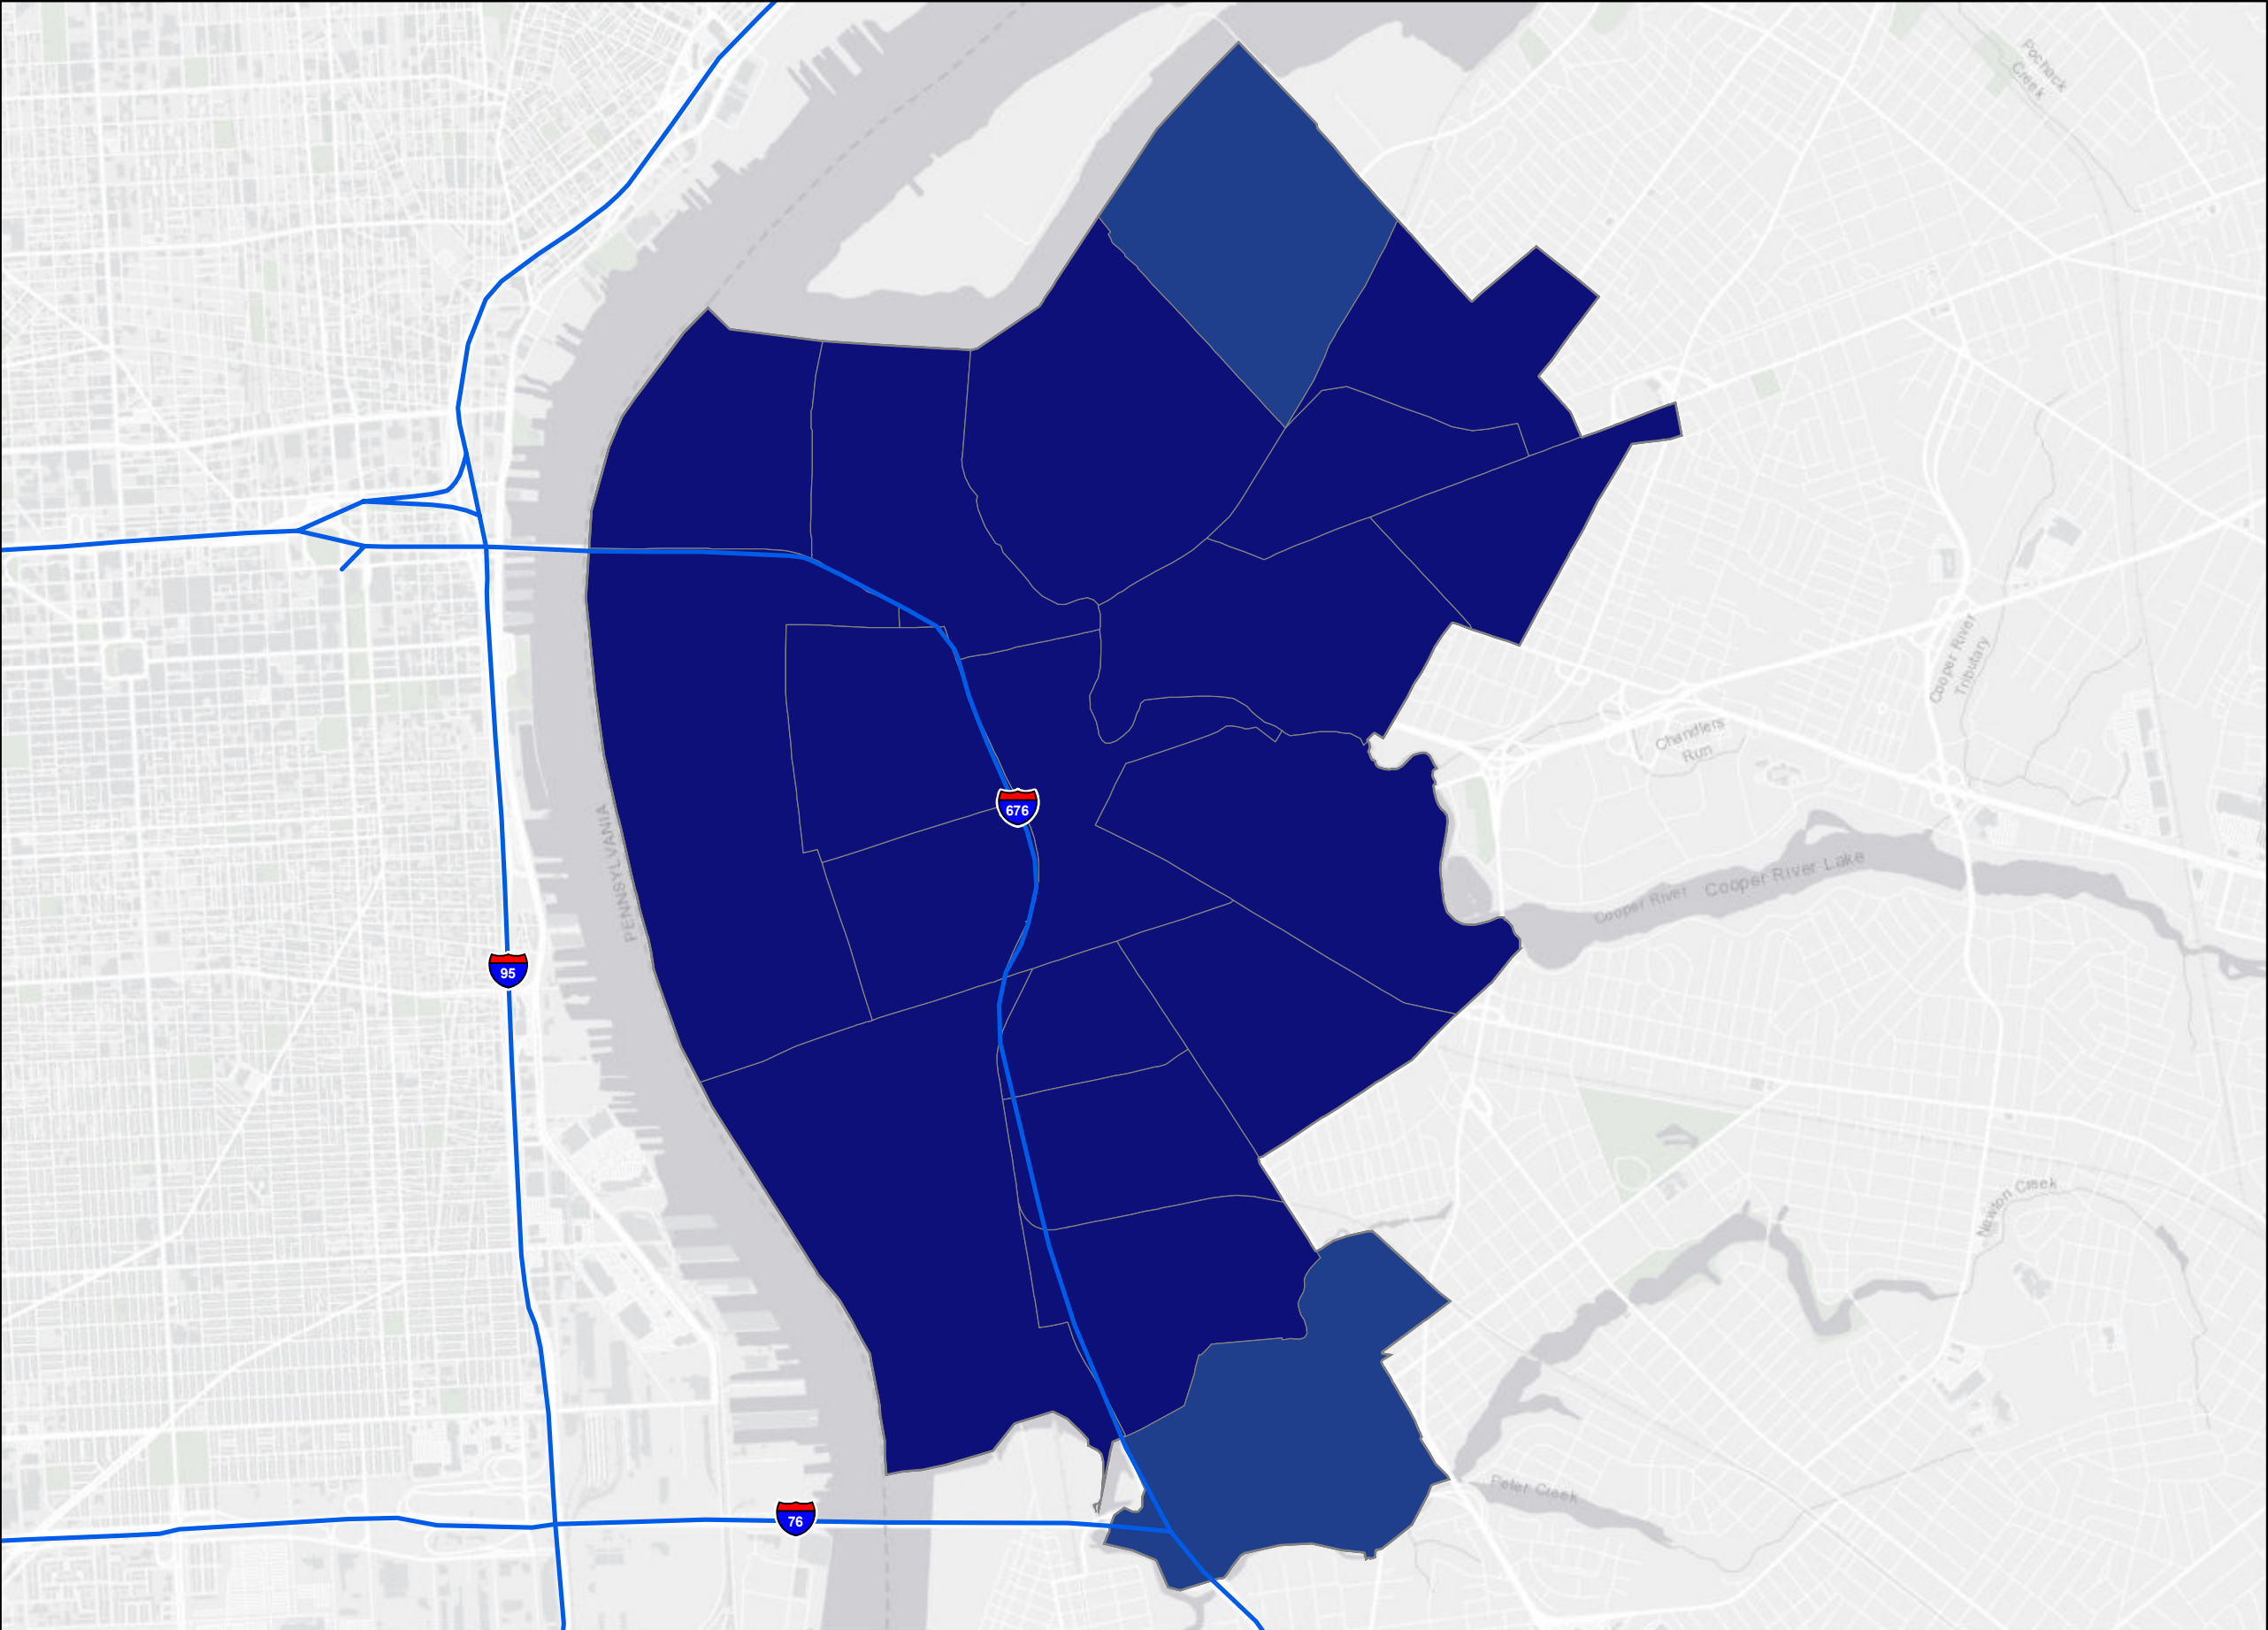 Pochack
Creek
Cooper River
Tributary
Chandlers
Run
676
PENNSYLVANIA
Cooper River
Cooper River Lake
95
Newton Creek
Peter Creek
76